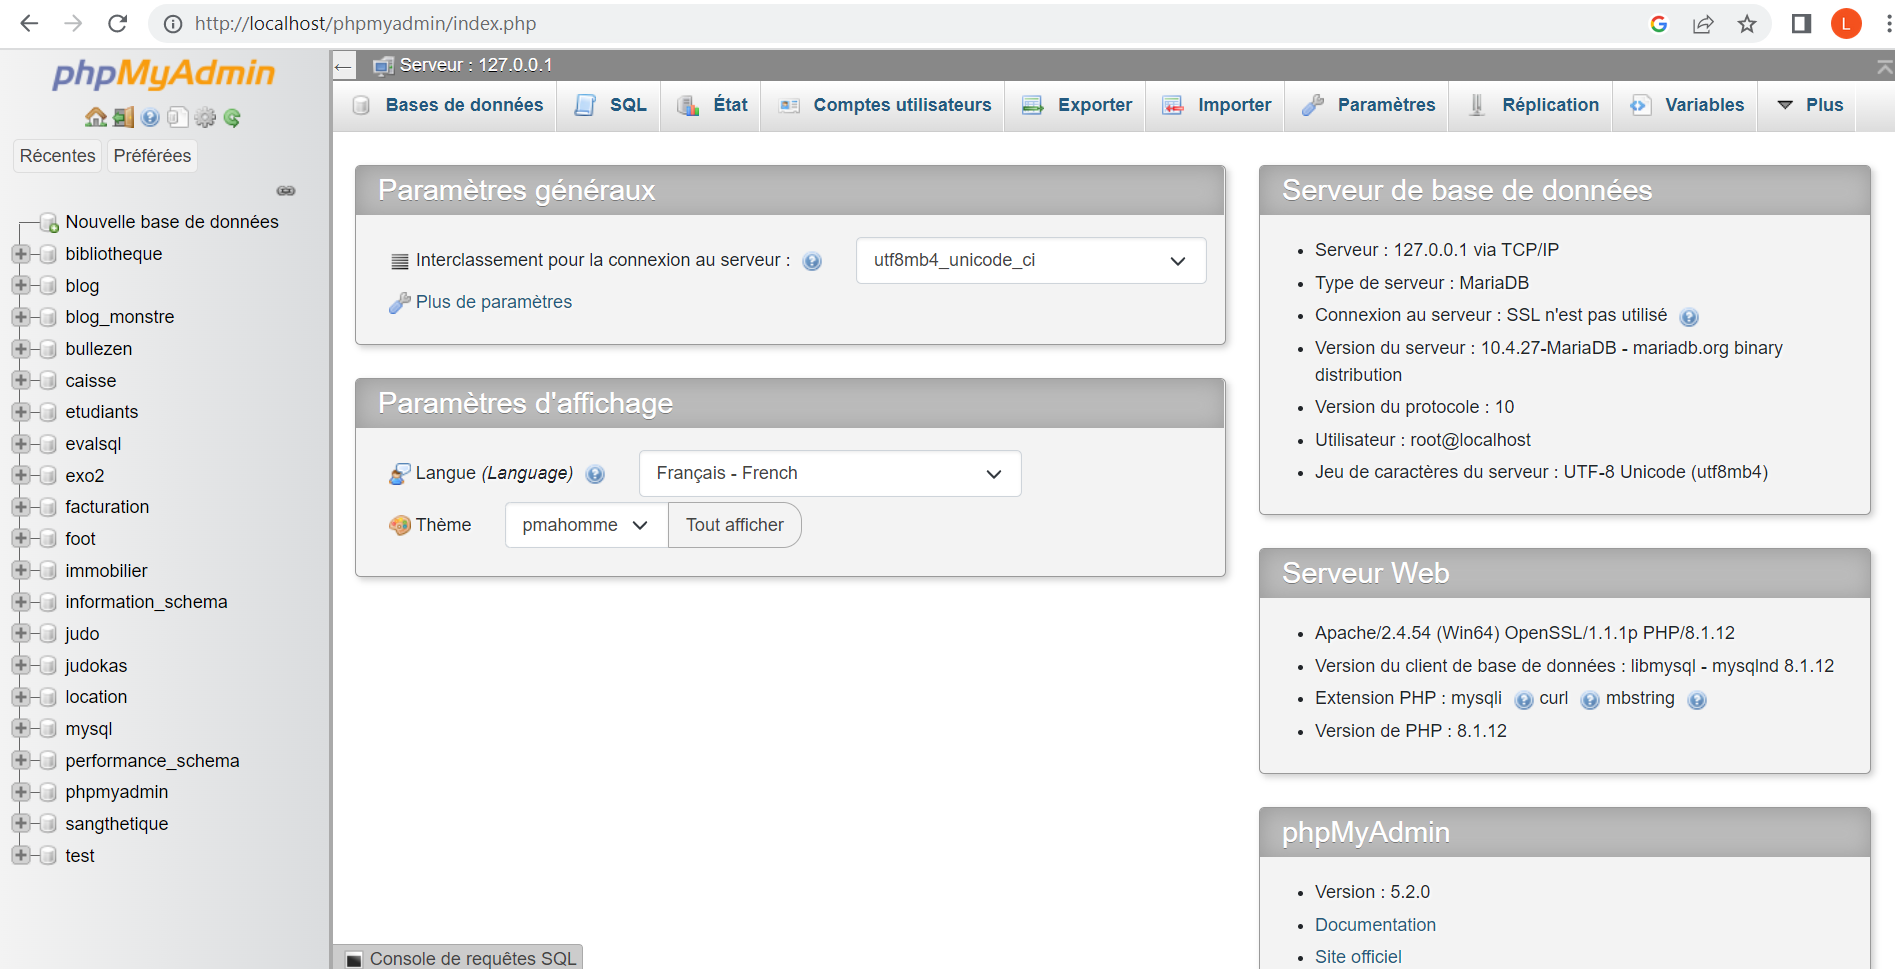 http://localhost/phpmyadmin/index.php
L
phpMyAdmin
Récentes
Préférées
Nouvelle base de données
bibliotheque
blog
blog_monstre
bullezen
caisse
etudiants
evalsql
exo2
facturation
foot
immobilier
information_schema
judo
judokas
location
mysql
performance_schema
phpmyadmin
sangthetique
test
Serveur : 127.0.0.1
Bases de données
SQL
État
Comptes utilisateurs
Exporter
Importer
Paramètres
Réplication
Variables
Plus
Paramètres généraux
Interclassement pour la connexion au serveur :
utf8mb4_unicode_ci
Plus de paramètres
Paramètres d'affichage
Langue (Language)
Français - French
Thème
pmahomme
Tout afficher
Serveur de base de données
Serveur : 127.0.0.1 via TCP/IP
Type de serveur : MariaDB
Connexion au serveur : SSL n'est pas utilisé
Version du serveur : 10.4.27-MariaDB - mariadb.org binary
distribution
Version du protocole : 10
Utilisateur : root@localhost
Jeu de caractères du serveur : UTF-8 Unicode (utf8mb4)
Serveur Web
Apache/2.4.54 (Win64) OpenSSL/1.1.1p PHP/8.1.12
Version du client de base de données : libmysql - mysqlnd 8.1.12
Extension PHP : mysqli curl mbstring
Version de PHP : 8.1.12
phpMyAdmin
Version : 5.2.0
Documentation
Site officiel
Console de requêtes SQL